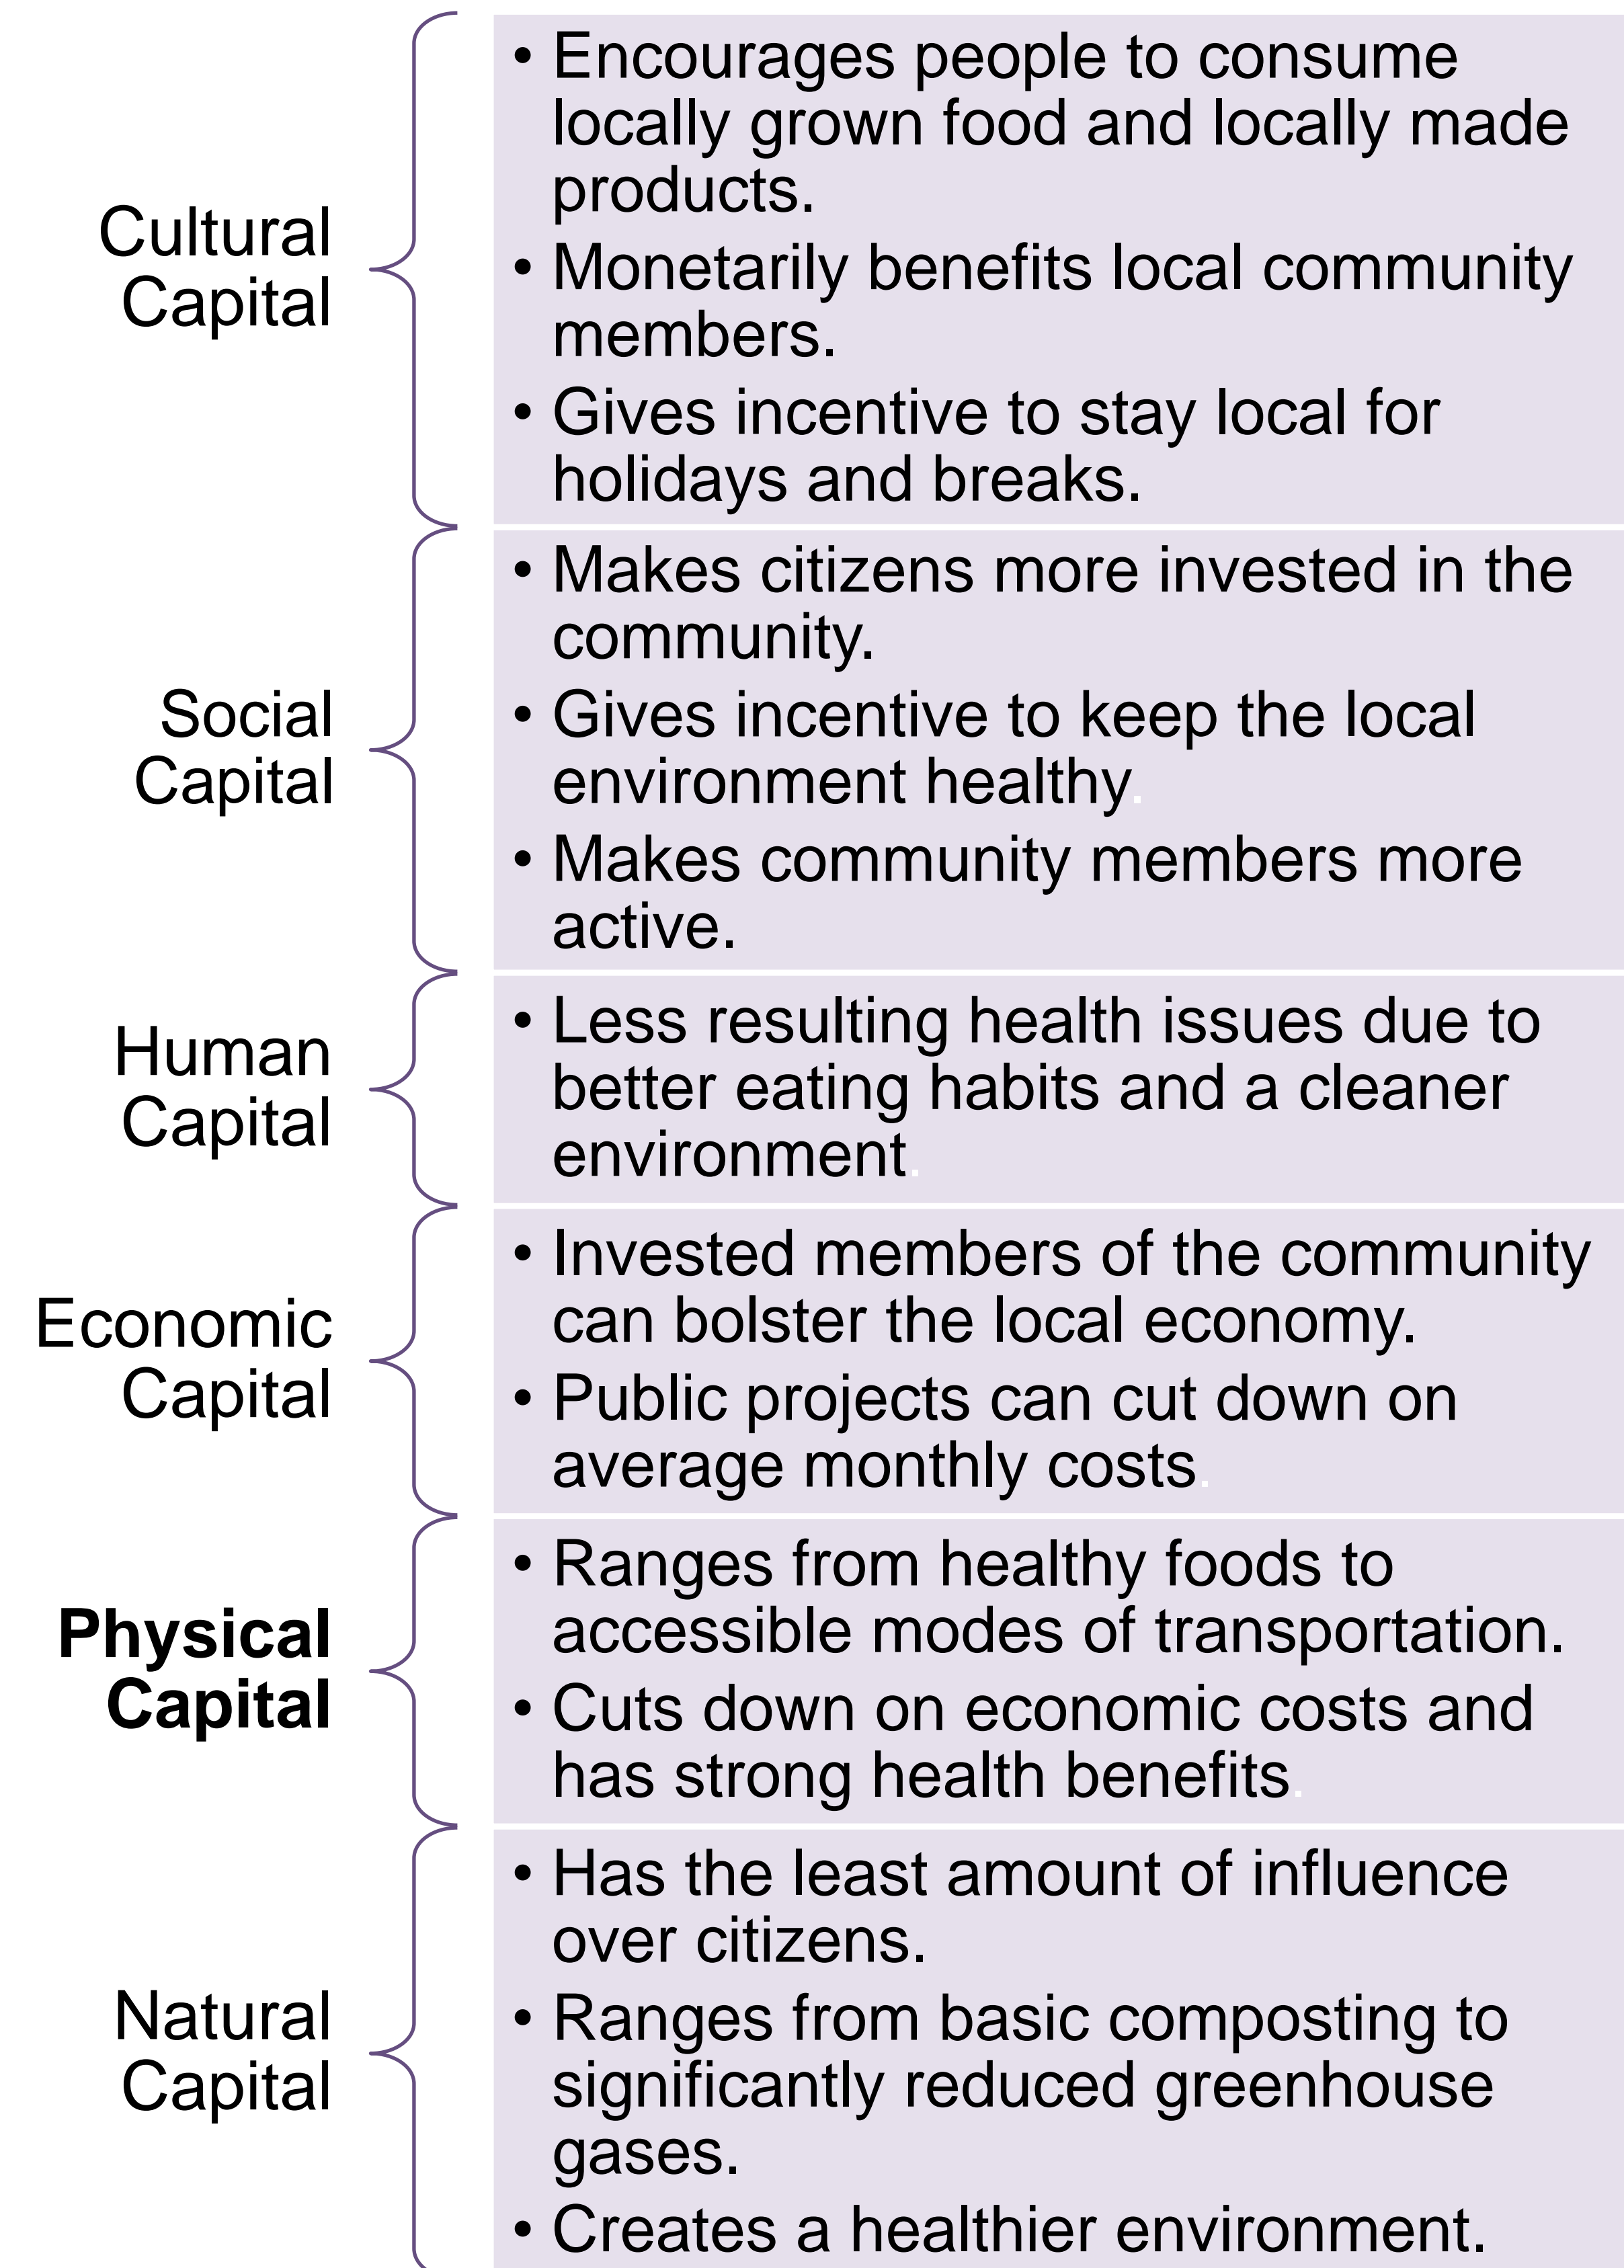 Cultural
Capital
• Encourages people to consume
locally grown food and locally made
products.
• Monetarily benefits local community
members.
• Gives incentive to stay local for
holidays and breaks.
Social
Capital
• Makes citizens more invested in the
community.
• Gives incentive to keep the local
environment healthy.
• Makes community members more
active.
Human
Capital
• Less resulting health issues due to
better eating habits and a cleaner
environment.
Economic
Capital
• Invested members of the community
can bolster the local economy.
• Public projects can cut down on
average monthly costs.
Physical
Capital
• Ranges from healthy foods to
accessible modes of transportation.
• Cuts down on economic costs and
has strong health benefits.
Natural
Capital
• Has the least amount of influence
over citizens.
• Ranges from basic composting to
significantly reduced greenhouse
gases.
• Creates a healthier environment.